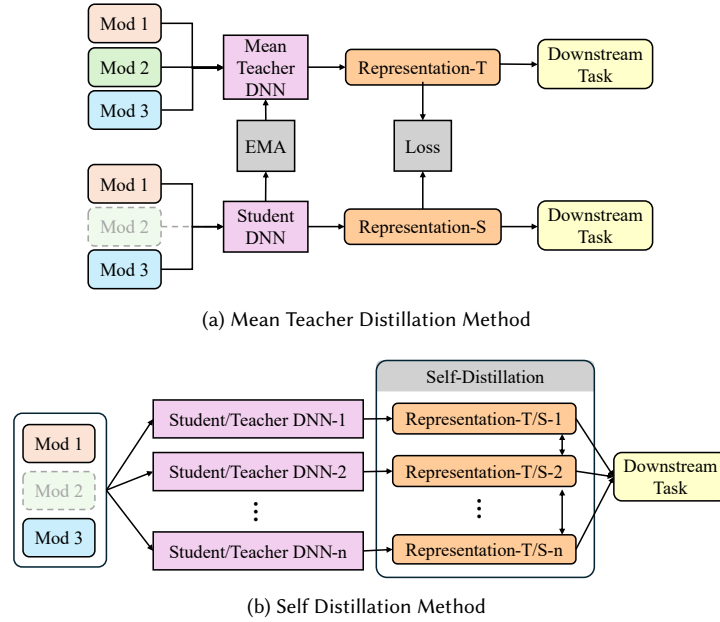 Mod 1
Mod 2
Mod 3
Mean
Teacher
DNN
Representation-T
Downstream
Task
EMA
Loss
Mod 1
Mod 2
Mod 3
Student
DNN
Representation-S
Downstream
Task
(a) Mean Teacher Distillation Method
Self-Distillation
Mod 1
Mod 2
Mod 3
Student/Teacher DNN-1
Student/Teacher DNN-2
Student/Teacher DNN-n
Representation-T/S-1
Representation-T/S-2
Representation-T/S-n
Downstream
Task
(b) Self Distillation Method